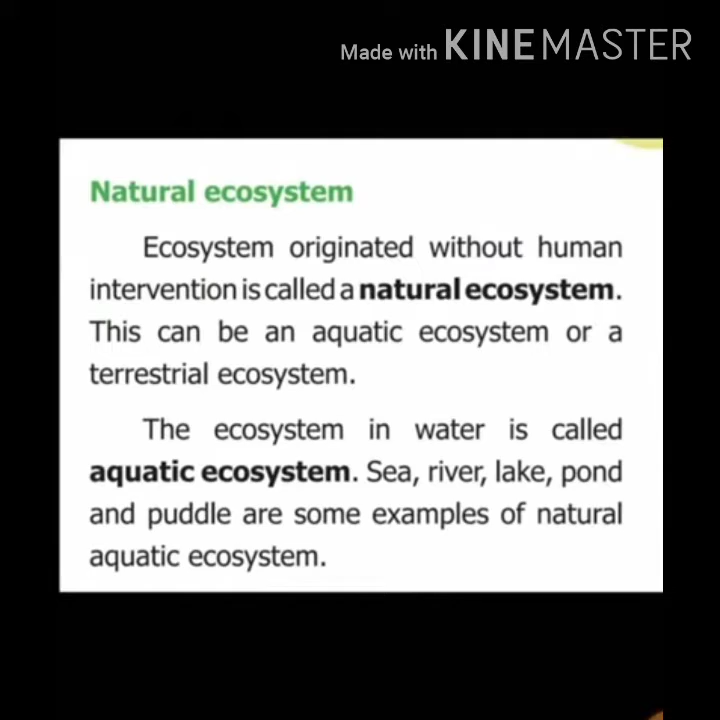 Made with KINEMASTER
Natural ecosystem
Ecosystem originated without human
intervention is called a natural ecosystem.
This can be an aquatic ecosystem or a
terrestrial ecosystem.
The ecosystem in water is called
aquatic ecosystem. Sea, river, lake, pond
and puddle are some examples of natural
aquatic ecosystem.